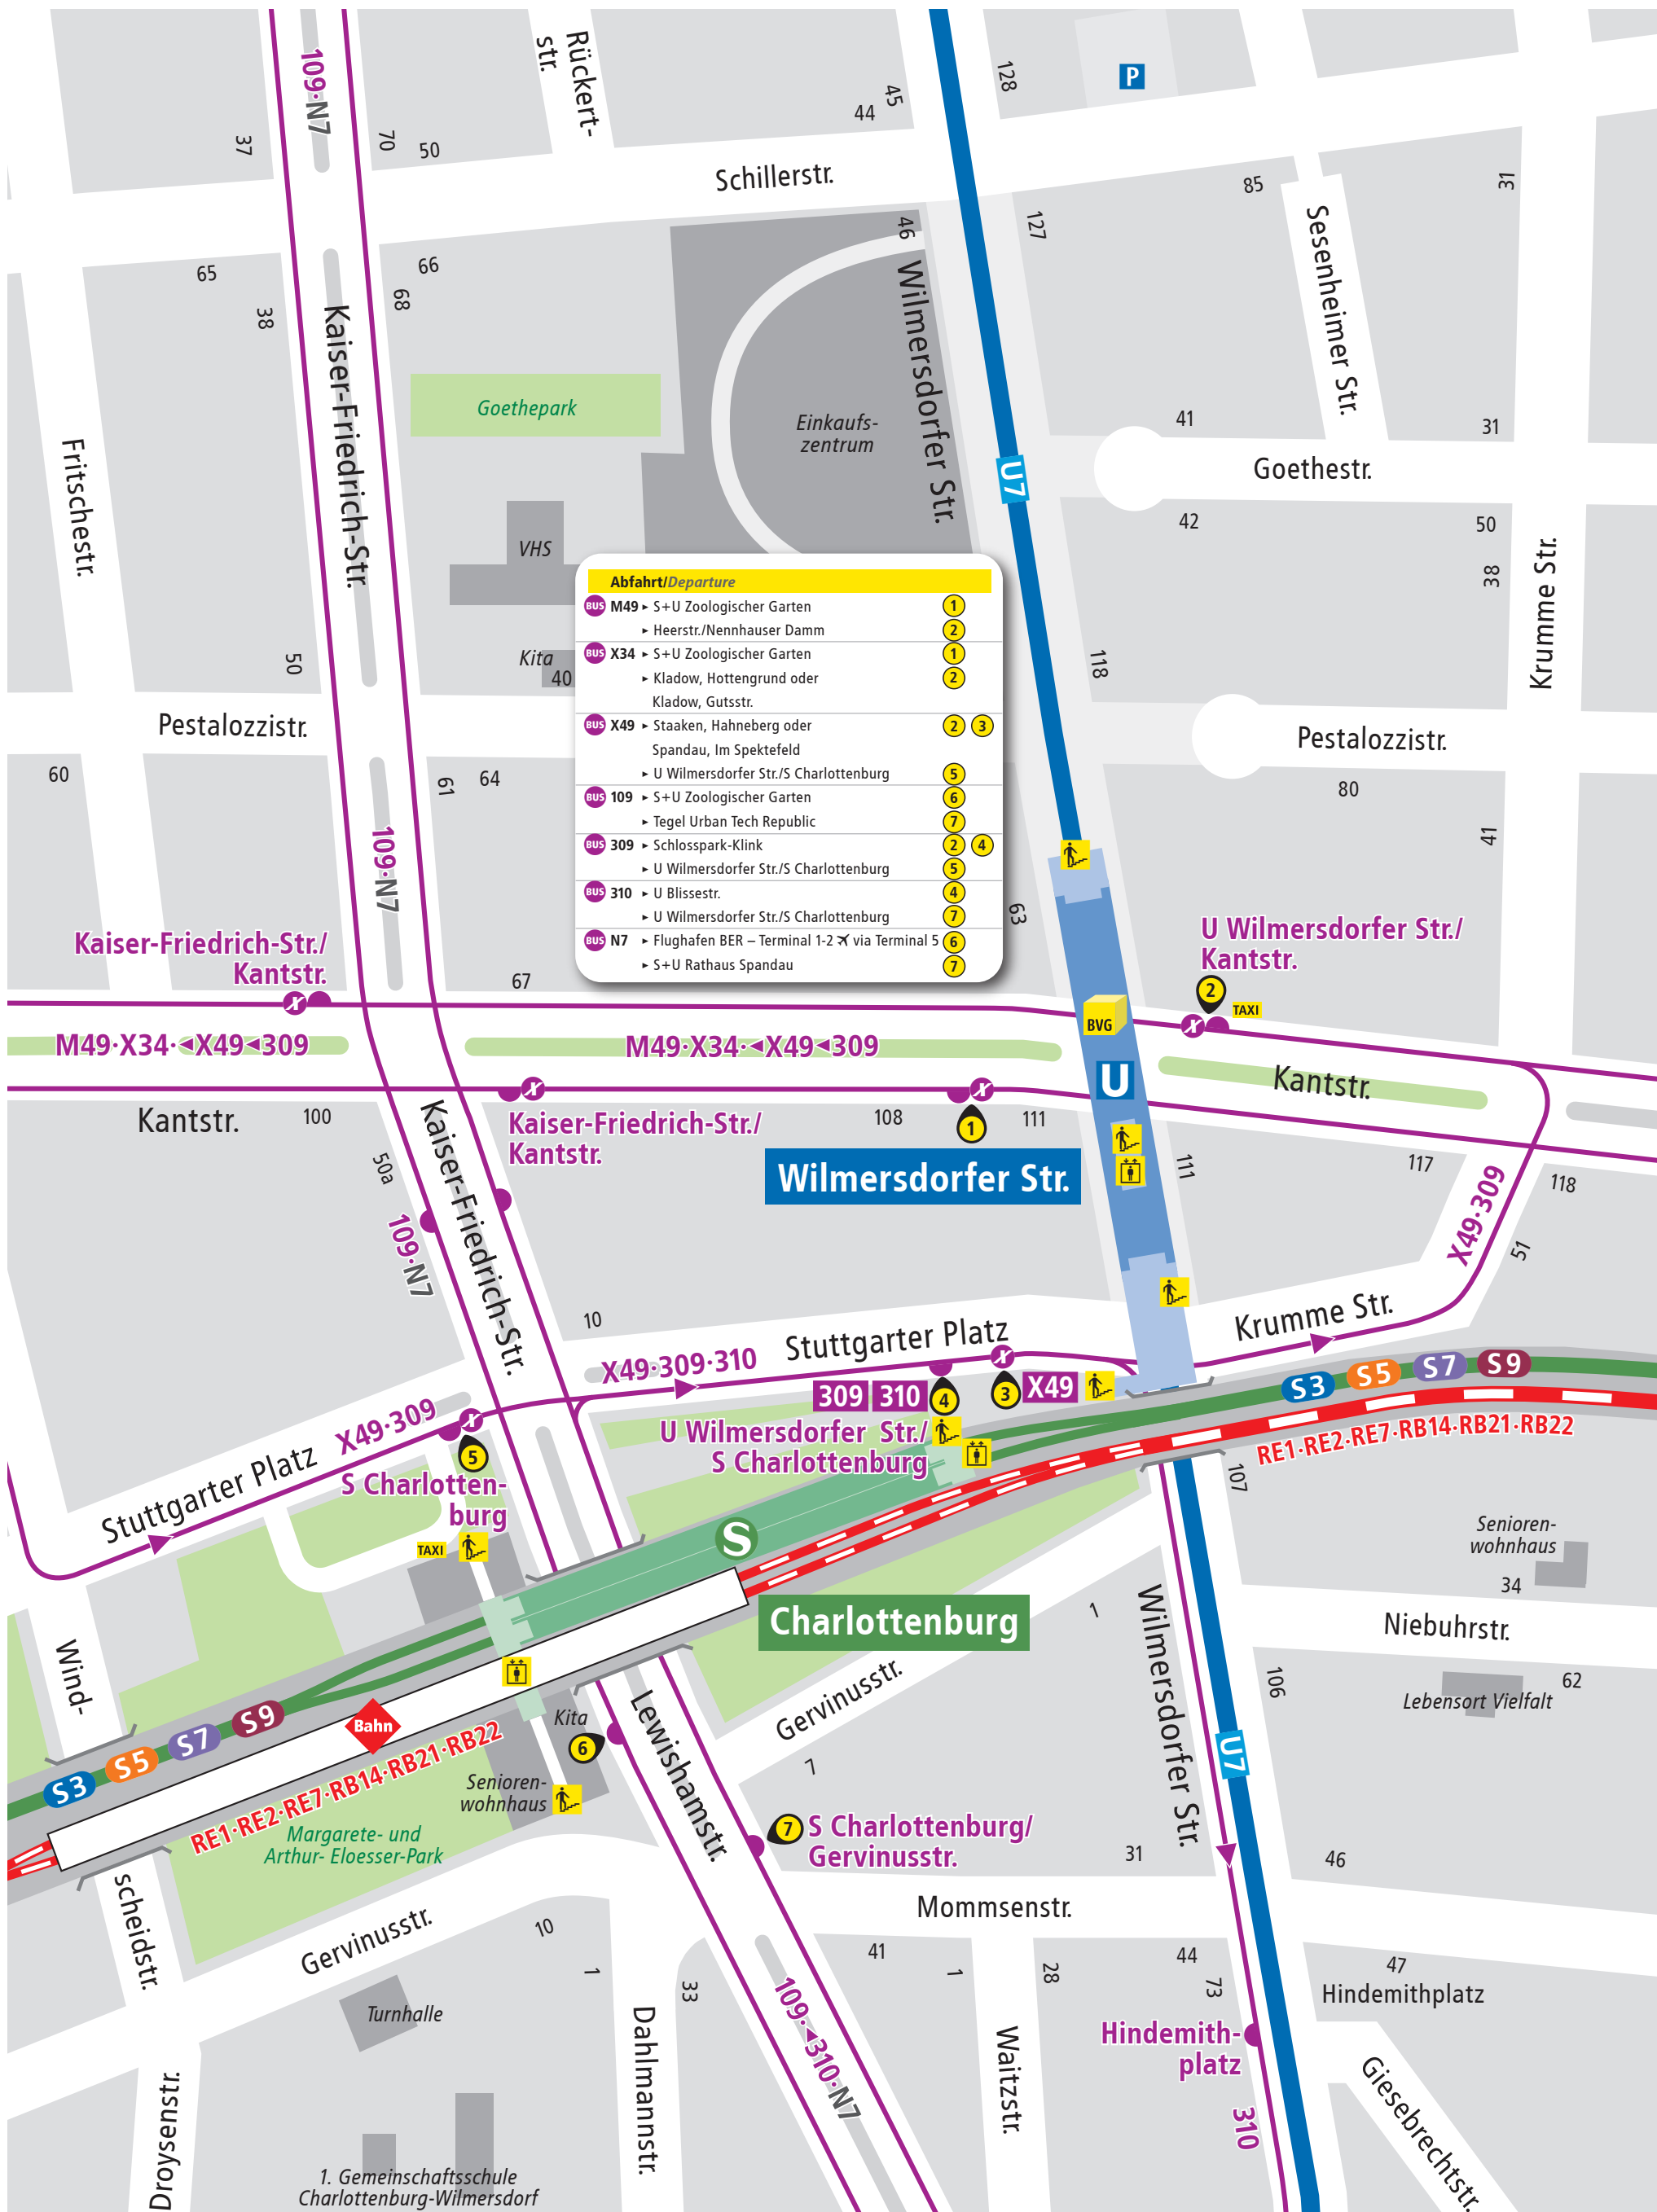 109·N7
Rückert-
str.
45
128
P
44
37
70
50
Schillerstr.
85
31
46
127
65
66
38
68
Sesenheimer Str.
Kaiser-Friedrich-Str.
Wilmersdorfer Str.
Goethepark
Einkaufs-
zentrum
41
31
Goethestr.
U7
Fritschestr.
VHS
42
50
38
Krumme Str.
Abfahrt/Departure
BUS M49 ▸ S+U Zoologischer Garten 1
▸ Heerstr./Nennhauser Damm 2
BUS X34 ▸ S+U Zoologischer Garten 1
▸ Kladow, Hottengrund oder 2
Kladow, Gutsstr.
BUS X49 ▸ Staaken, Hahneberg oder 2 3
Spandau, Im Spektefeld
▸ U Wilmersdorfer Str./S Charlottenburg 5
BUS 109 ▸ S+U Zoologischer Garten 6
▸ Tegel Urban Tech Republic 7
BUS 309 ▸ Schlosspark-Klink 2 4
▸ U Wilmersdorfer Str./S Charlottenburg 5
BUS 310 ▸ U Blissestr. 4
▸ U Wilmersdorfer Str./S Charlottenburg 7
BUS N7 ▸ Flughafen BER – Terminal 1-2 ✈ via Terminal 5 6
▸ S+U Rathaus Spandau 7
50
Kita
40
118
Pestalozzistr.
Pestalozzistr.
60
61
64
80
41
109·N7
63
Kaiser-Friedrich-Str./
Kantstr.
U Wilmersdorfer Str./
Kantstr.
67
2
TAXI
X
X
BVG
M49·X34·◂X49◂309
M49·X34·◂X49◂309
U
Kantstr.
X
X
Kantstr.
100
Kaiser-Friedrich-Str./
Kantstr.
108
1
111
50a
Kaiser-Friedrich-Str.
Wilmersdorfer Str.
111
117
118
X49·309
51
109·N7
10
Stuttgarter Platz
Krumme Str.
X49·309·310
X
309
310
4
3
X49
S3
S5
S7
S9
X49·309
X
5
U Wilmersdorfer Str./
S Charlottenburg
RE1·RE2·RE7·RB14·RB21·RB22
Stuttgarter Platz
S Charlotten-
burg
107
TAXI
S
Senioren-
wohnhaus
34
Charlottenburg
1
Niebuhrstr.
Wind-
Wilmersdorfer Str.
Gervinusstr.
106
62
Lebensort Vielfalt
S3
S5
S7
S9
Bahn
Kita
6
Lewishamstr.
U7
RE1·RE2·RE7·RB14·RB21·RB22
7
Senioren-
wohnhaus
Margarete- und
Arthur- Eloesser-Park
7
S Charlottenburg/
Gervinusstr.
31
46
scheidstr.
Gervinusstr.
10
Mommsenstr.
1
33
41
1
28
44
73
47
Hindemithplatz
Turnhalle
109·◂310·N7
Hindemith-
platz
Dahlmannstr.
Waitzstr.
Giesebrechtstr.
Droysenstr.
310
1. Gemeinschaftsschule
Charlottenburg-Wilmersdorf